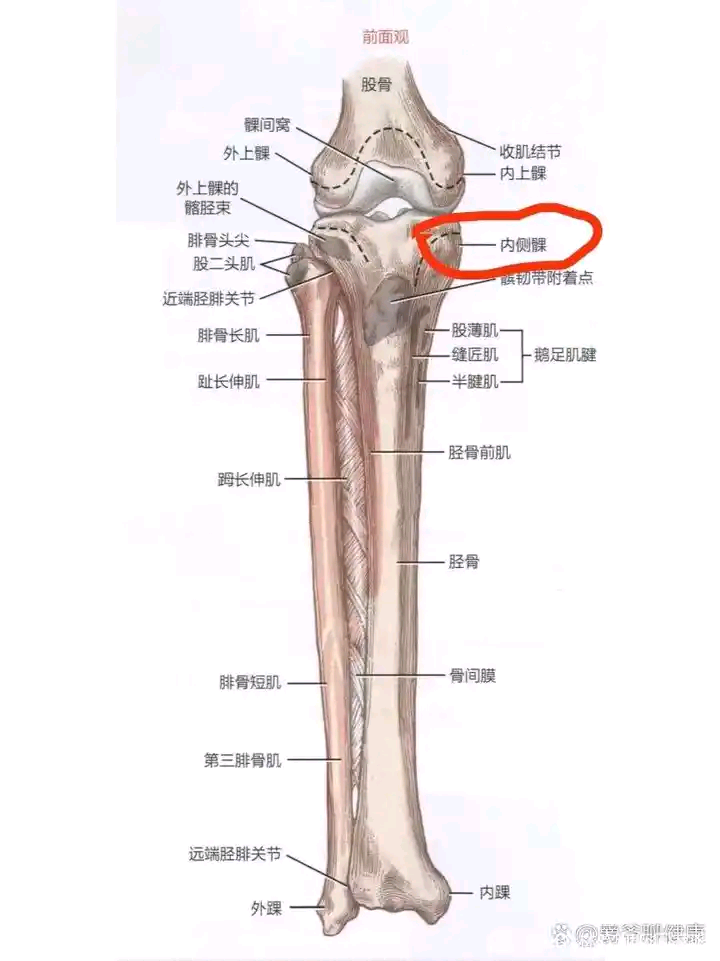 前面观
股骨
髁间窝
外上髁
外上髁的
髂胫束
腓骨头尖
股二头肌
近端胫腓关节
腓骨长肌
趾长伸肌
𧿹长伸肌
腓骨短肌
第三腓骨肌
远端胫腓关节
外踝
收肌结节
内上髁
内侧髁
髌韧带附着点
股薄肌
缝匠肌
半腱肌
鹅足肌腱
胫骨前肌
胫骨
骨间膜
内踝